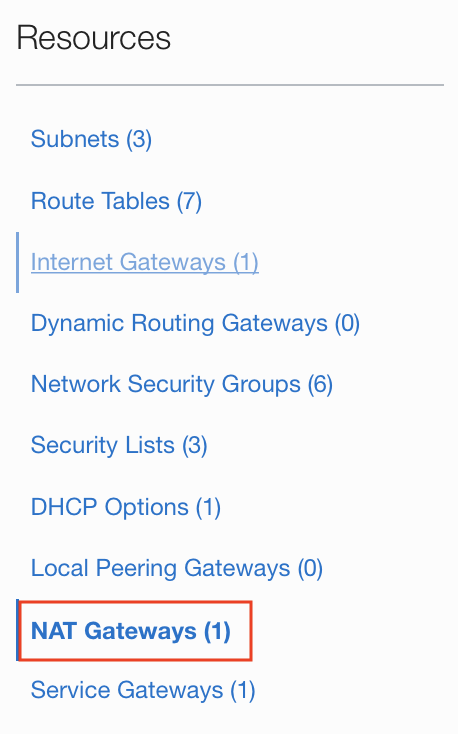 Resources
Subnets (3)
Route Tables (7)
Internet Gateways (1)
Dynamic Routing Gateways (0)
Network Security Groups (6)
Security Lists (3)
DHCP Options (1)
Local Peering Gateways (0)
NAT Gateways (1)
Service Gateways (1)